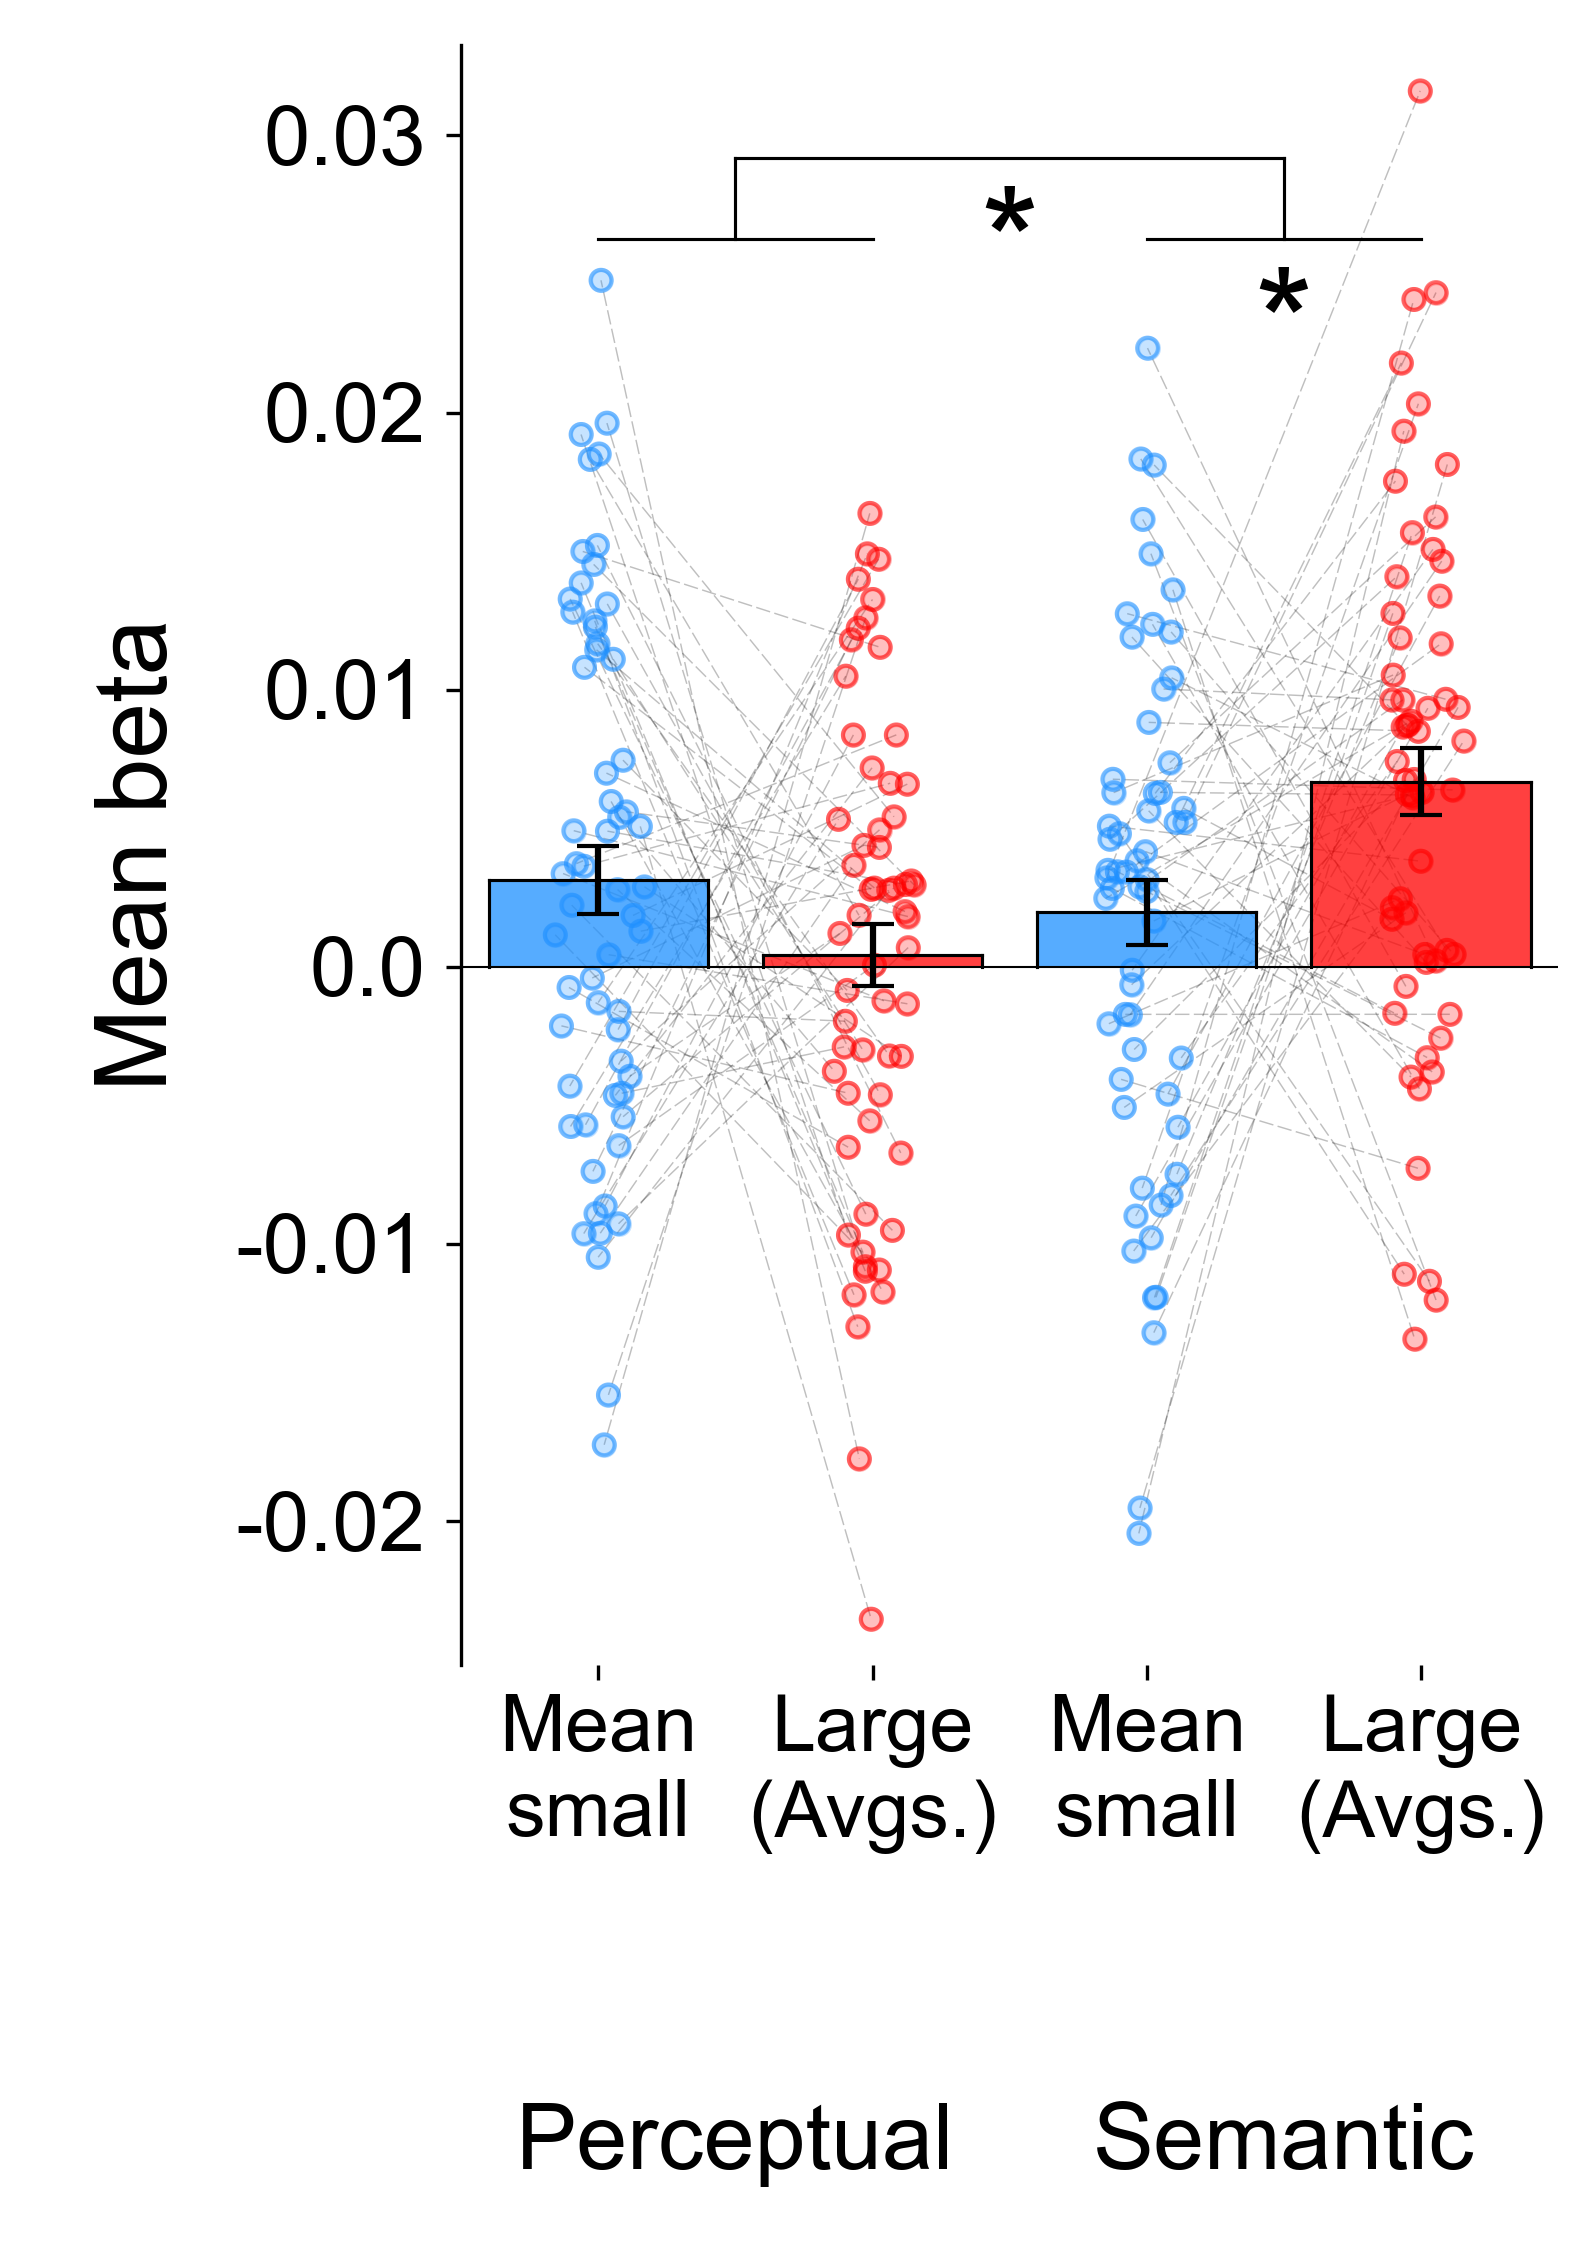 0.03
0.02
0.01
0.0
-0.01
-0.02
Mean beta
*
*
Mean
small
Large
(Avgs.)
Mean
small
Large
(Avgs.)
Perceptual
Semantic